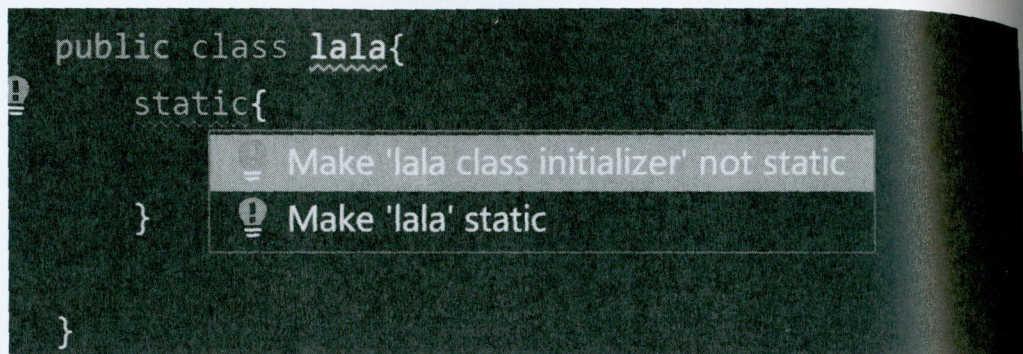 public class lala{
static{
Make 'lala class initializer' not static
}
Make 'lala' static
}